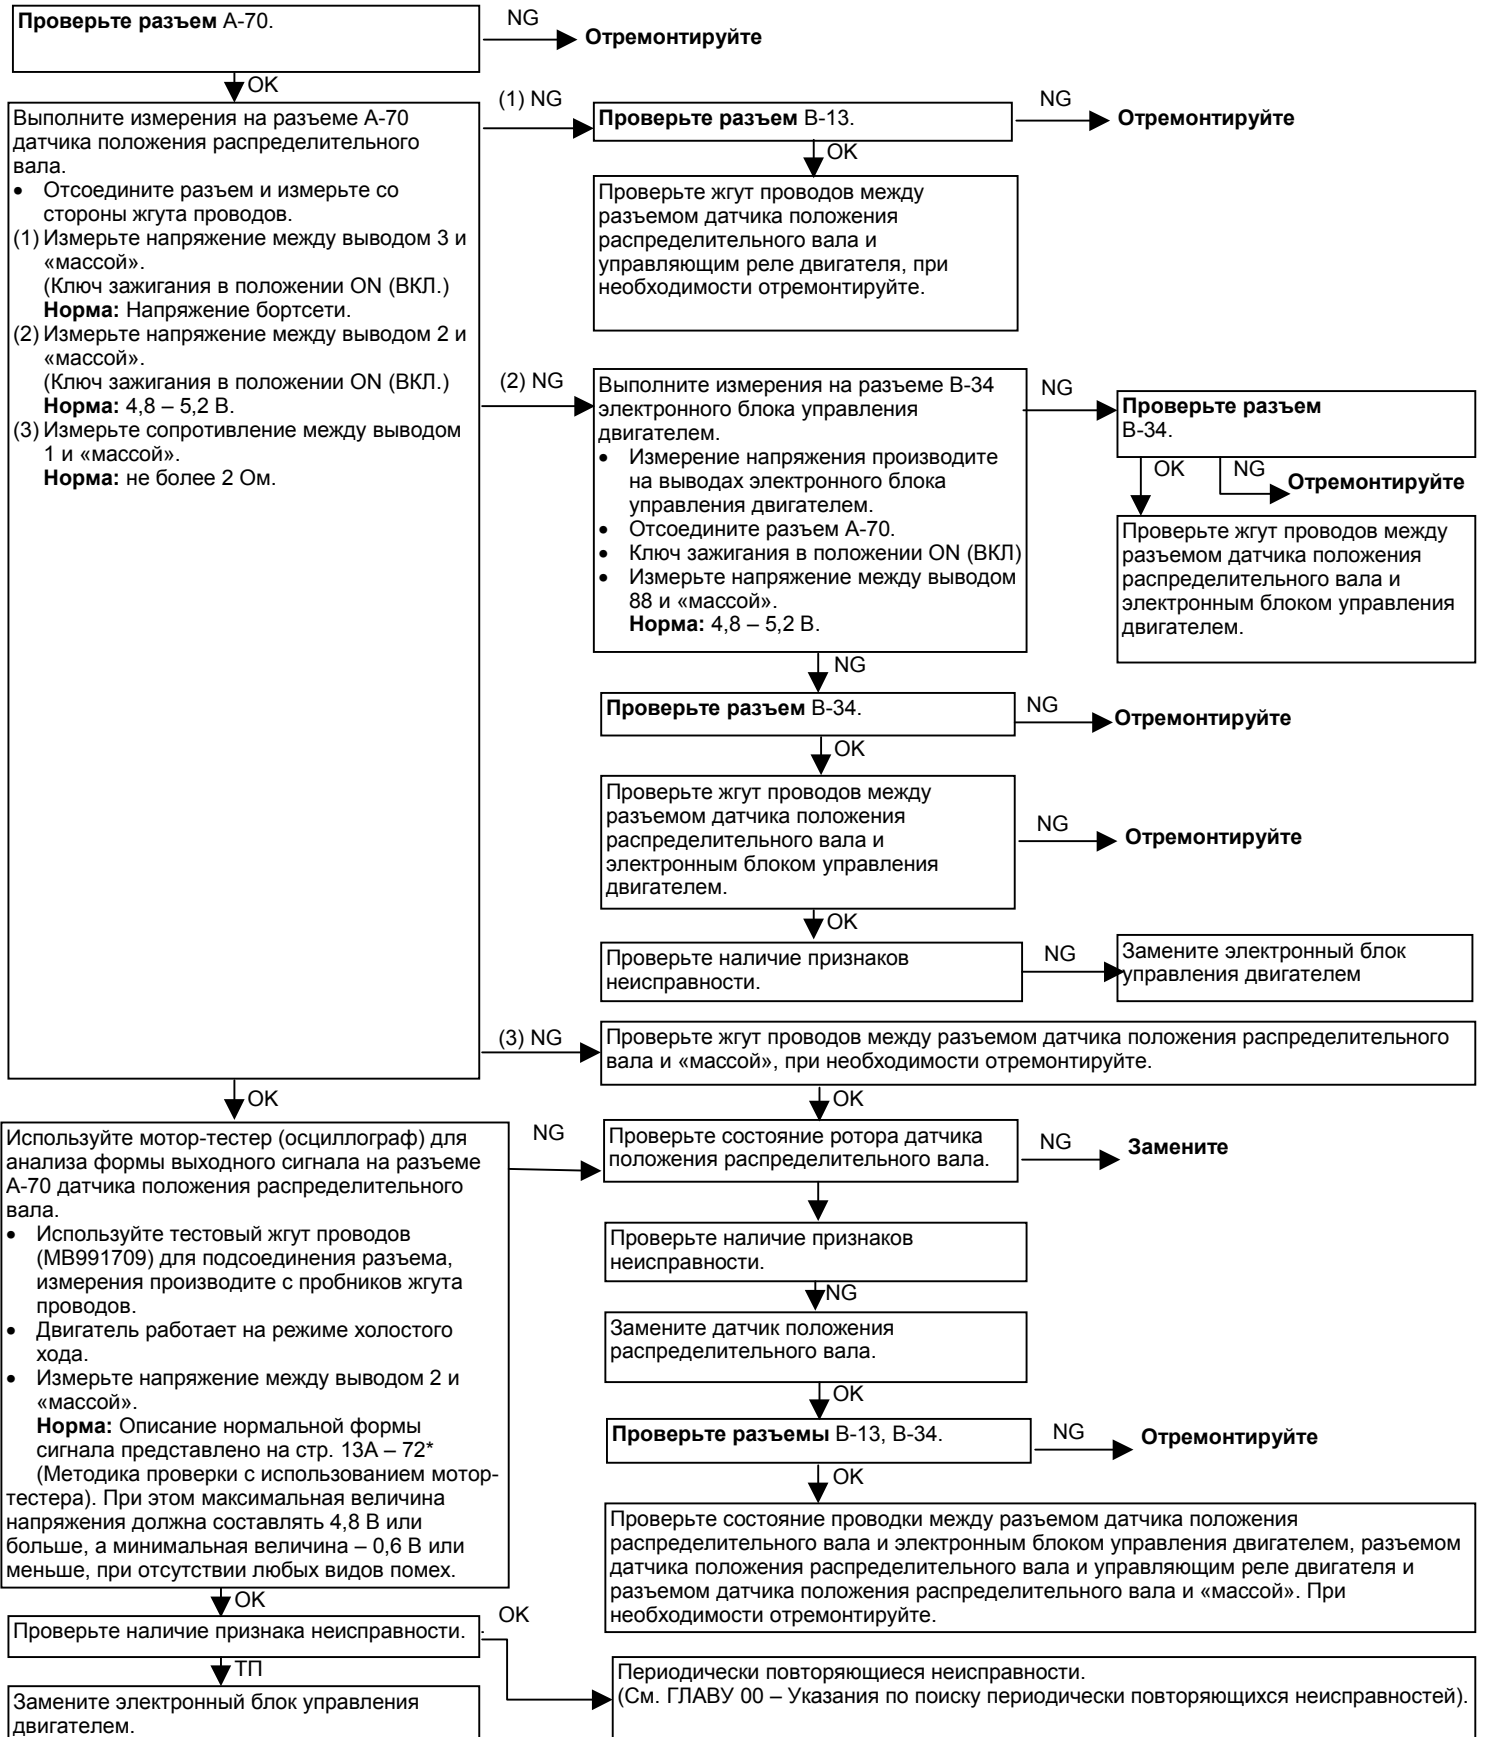 Проверьте разъем А-70.
NG
Отремонтируйте
OK
Выполните измерения на разъеме А-70
датчика положения распределительного
вала.
• Отсоедините разъем и измерьте со
стороны жгута проводов.
(1) Измерьте напряжение между выводом 3 и
«массой».
(Ключ зажигания в положении ON (ВКЛ.)
Норма: Напряжение бортсети.
(2) Измерьте напряжение между выводом 2 и
«массой».
(Ключ зажигания в положении ON (ВКЛ.)
Норма: 4,8 – 5,2 В.
(3) Измерьте сопротивление между выводом
1 и «массой».
Норма: не более 2 Ом.
(1) NG
Проверьте разъем В-13.
NG
Отремонтируйте
OK
Проверьте жгут проводов между
разъемом датчика положения
распределительного вала и
управляющим реле двигателя, при
необходимости отремонтируйте.
(2) NG
Выполните измерения на разъеме В-34
электронного блока управления
двигателем.
• Измерение напряжения производите
на выводах электронного блока
управления двигателем.
• Отсоедините разъем А-70.
• Ключ зажигания в положении ON (ВКЛ)
• Измерьте напряжение между выводом
88 и «массой».
Норма: 4,8 – 5,2 В.
NG
Проверьте разъем
В-34.
OK
NG
Отремонтируйте
Проверьте жгут проводов между
разъемом датчика положения
распределительного вала и
электронным блоком управления
двигателем.
NG
Проверьте разъем В-34.
NG
Отремонтируйте
OK
Проверьте жгут проводов между
разъемом датчика положения
распределительного вала и
электронным блоком управления
двигателем.
NG
Отремонтируйте
OK
Проверьте наличие признаков
неисправности.
NG
Замените электронный блок
управления двигателем
(3) NG
Проверьте жгут проводов между разъемом датчика положения распределительного
вала и «массой», при необходимости отремонтируйте.
OK
OK
Используйте мотор-тестер (осциллограф) для
анализа формы выходного сигнала на разъеме
А-70 датчика положения распределительного
вала.
• Используйте тестовый жгут проводов
(МВ991709) для подсоединения разъема,
измерения производите с пробников жгута
проводов.
• Двигатель работает на режиме холостого
хода.
• Измерьте напряжение между выводом 2 и
«массой».
Норма: Описание нормальной формы
сигнала представлено на стр. 13А – 72*
(Методика проверки с использованием мотор-
тестера). При этом максимальная величина
напряжения должна составлять 4,8 В или
больше, а минимальная величина – 0,6 В или
меньше, при отсутствии любых видов помех.
NG
Проверьте состояние ротора датчика
положения распределительного вала.
NG
Замените
Проверьте наличие признаков
неисправности.
NG
Замените датчик положения
распределительного вала.
OK
Проверьте разъемы В-13, В-34.
NG
Отремонтируйте
OK
Проверьте состояние проводки между разъемом датчика положения
распределительного вала и электронным блоком управления двигателем, разъемом
датчика положения распределительного вала и управляющим реле двигателя и
разъемом датчика положения распределительного вала и «массой». При
необходимости отремонтируйте.
OK
Проверьте наличие признака неисправности.
OK
ТП
Замените электронный блок управления
двигателем.
Периодически повторяющиеся неисправности.
(См. ГЛАВУ 00 – Указания по поиску периодически повторяющихся неисправностей).